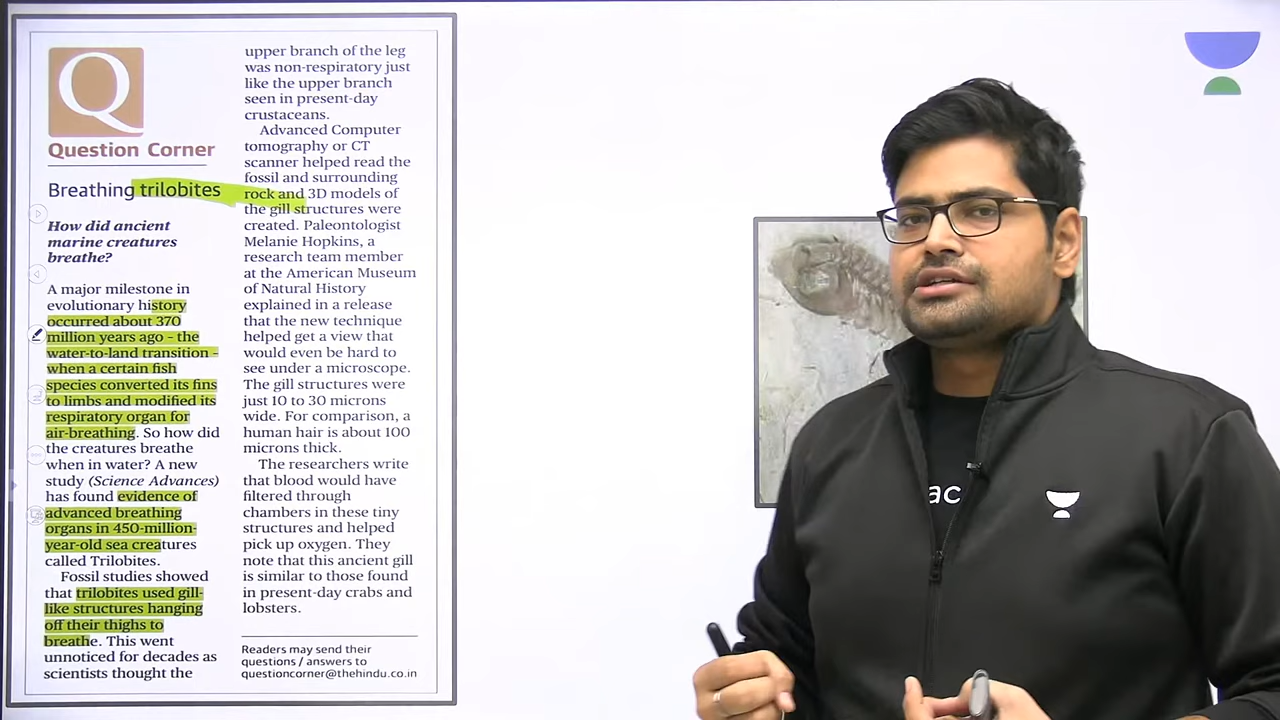 Q
Question Corner
Breathing trilobites
How did ancient
marine creatures
breathe?
A major milestone in
evolutionary history
occurred about 370
million years ago – the
water-to-land transition –
when a certain fish
species converted its fins
to limbs and modified its
respiratory organ for
air-breathing. So how did
the creatures breathe
when in water? A new
study (Science Advances)
has found evidence of
advanced breathing
organs in 450-million-
year-old sea creatures
called Trilobites.
Fossil studies showed
that trilobites used gill-
like structures hanging
off their thighs to
breathe. This went
unnoticed for decades as
scientists thought the
upper branch of the leg
was non-respiratory just
like the upper branch
seen in present-day
crustaceans.
Advanced Computer
tomography or CT
scanner helped read the
fossil and surrounding
rock and 3D models of
the gill structures were
created. Paleontologist
Melanie Hopkins, a
research team member
at the American Museum
of Natural History
explained in a release
that the new technique
helped get a view that
would even be hard to
see under a microscope.
The gill structures were
just 10 to 30 microns
wide. For comparison, a
human hair is about 100
microns thick.
The researchers write
that blood would have
filtered through
chambers in these tiny
structures and helped
pick up oxygen. They
note that this ancient gill
is similar to those found
in present-day crabs and
lobsters.
Readers may send their
questions / answers to
questioncorner@thehindu.co.in
ac